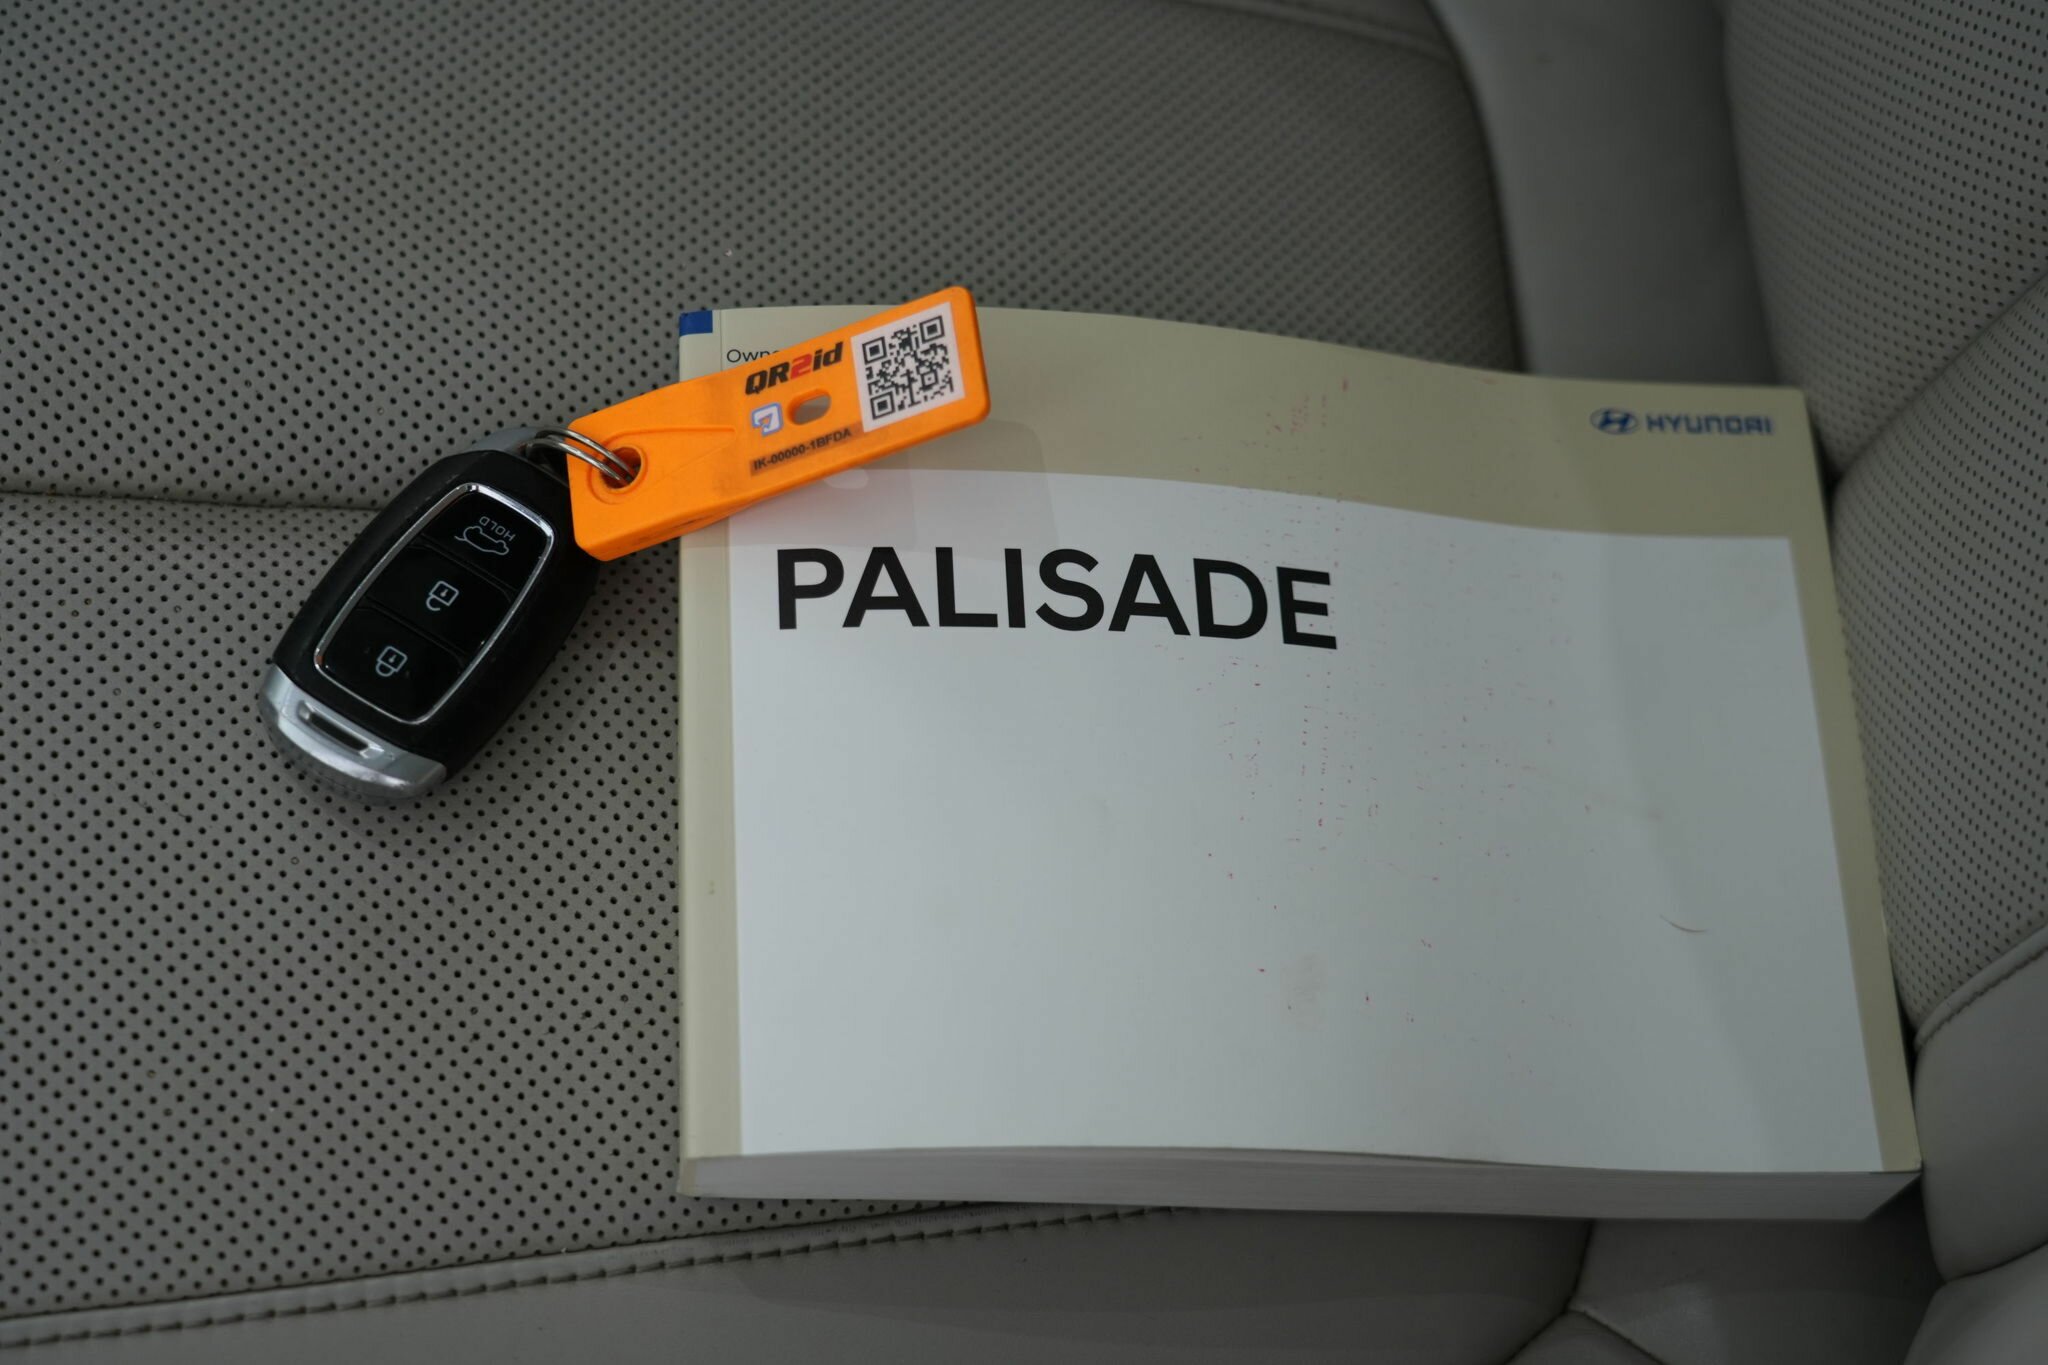 Owne
QR2id
IK-00000-1BFDA
HYUNDAI
PALISADE
HOLD